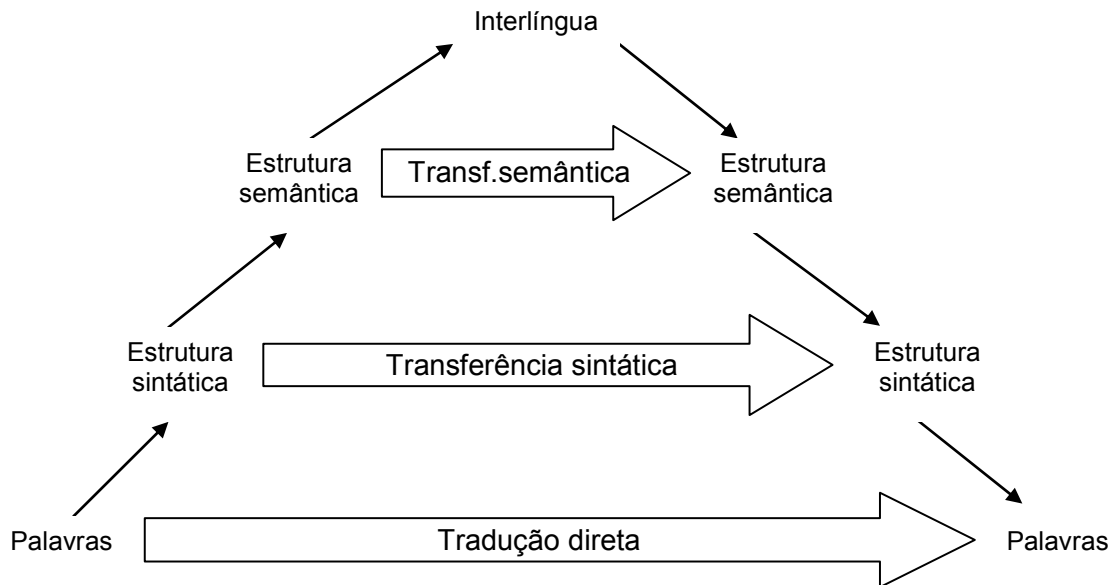 Interlíngua
Estrutura
semântica
Transf.semântica
Estrutura
semântica
Estrutura
sintática
Transferência sintática
Estrutura
sintática
Palavras
Tradução direta
Palavras